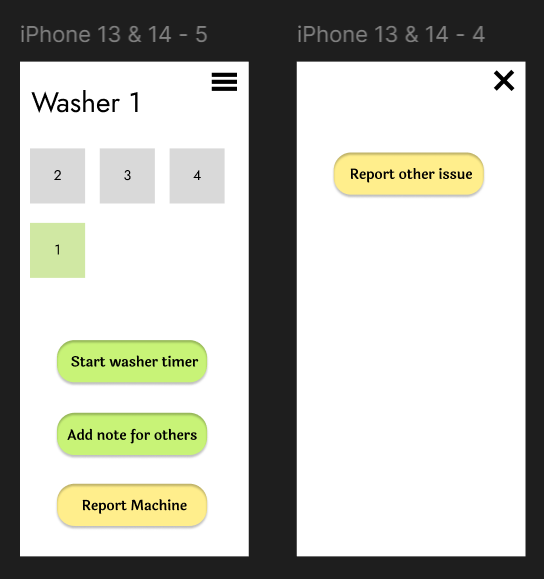 iPhone 13 & 14 - 5
Washer 1
2 3 4
1
Start washer timer
Add note for others
Report Machine
iPhone 13 & 14 - 4
Report other issue